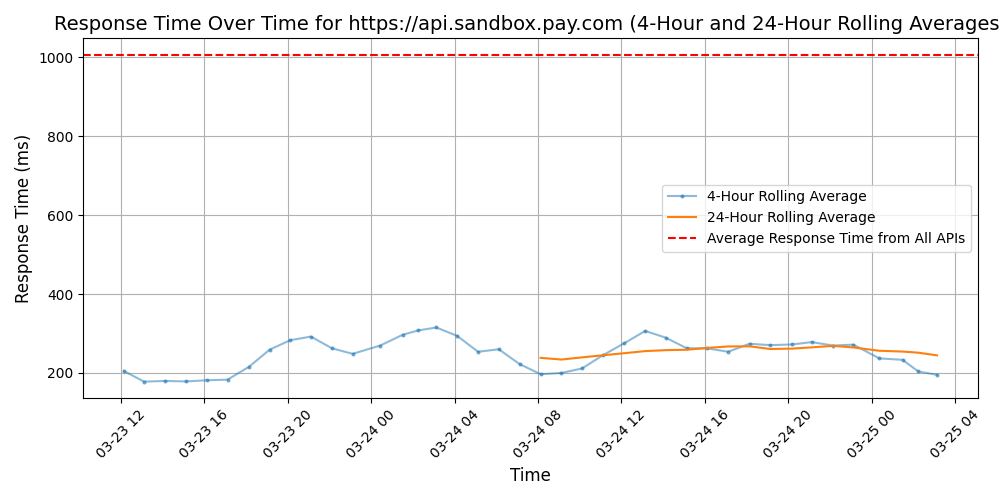 Response Time Over Time for https://api.sandbox.pay.com (4-Hour and 24-Hour Rolling Averages
Response Time (ms)
1000
800
600
400
200
4-Hour Rolling Average
24-Hour Rolling Average
Average Response Time from All APIs
03-23 12
03-23 16
03-23 20
03-24 00
03-24 04
03-24 08
03-24 12
03-24 16
03-24 20
03-25 00
03-25 04
Time